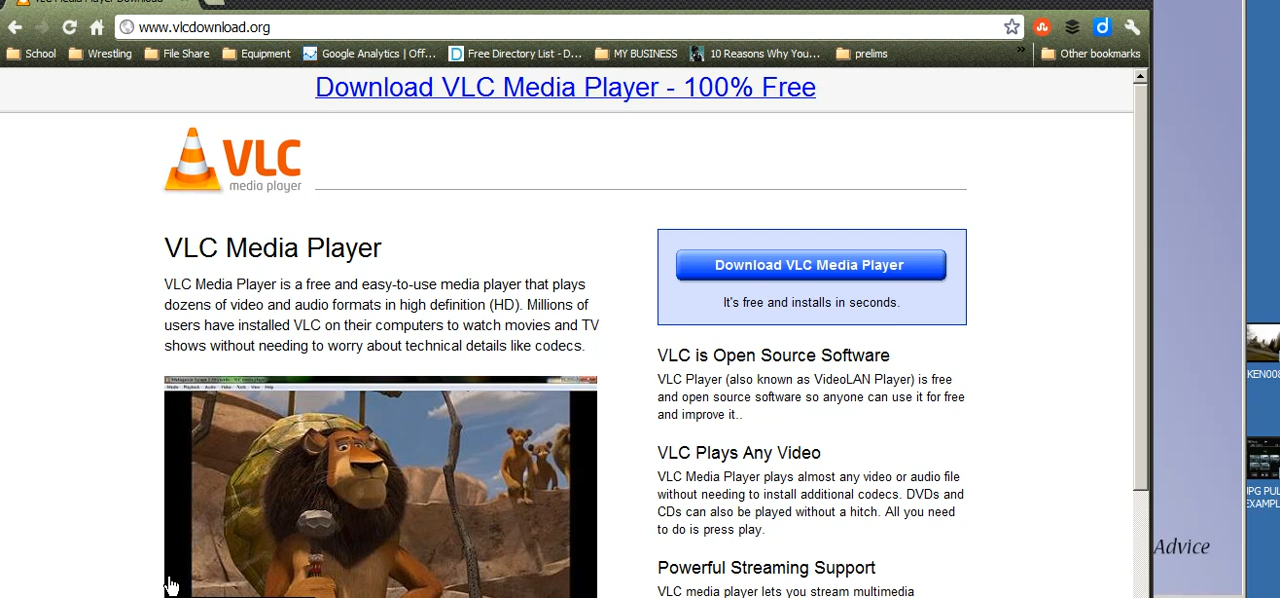 www.vlcdownload.org
School Wrestling File Share Equipment Google Analytics | Off... Free Directory List - D... MY BUSINESS 10 Reasons Why You... prelims » Other bookmarks
Download VLC Media Player - 100% Free
VLC
media player
VLC Media Player
VLC Media Player is a free and easy-to-use media player that plays
dozens of video and audio formats in high definition (HD). Millions of
users have installed VLC on their computers to watch movies and TV
shows without needing to worry about technical details like codecs.
Download VLC Media Player
It's free and installs in seconds.
VLC is Open Source Software
VLC Player (also known as VideoLAN Player) is free
and open source software so anyone can use it for free
and improve it..
VLC Plays Any Video
VLC Media Player plays almost any video or audio file
without needing to install additional codecs. DVDs and
CDs can also be played without a hitch. All you need
to do is press play.
Powerful Streaming Support
VLC media player lets you stream multimedia
Advice
KEN008
JPG PUL
EXAMPL